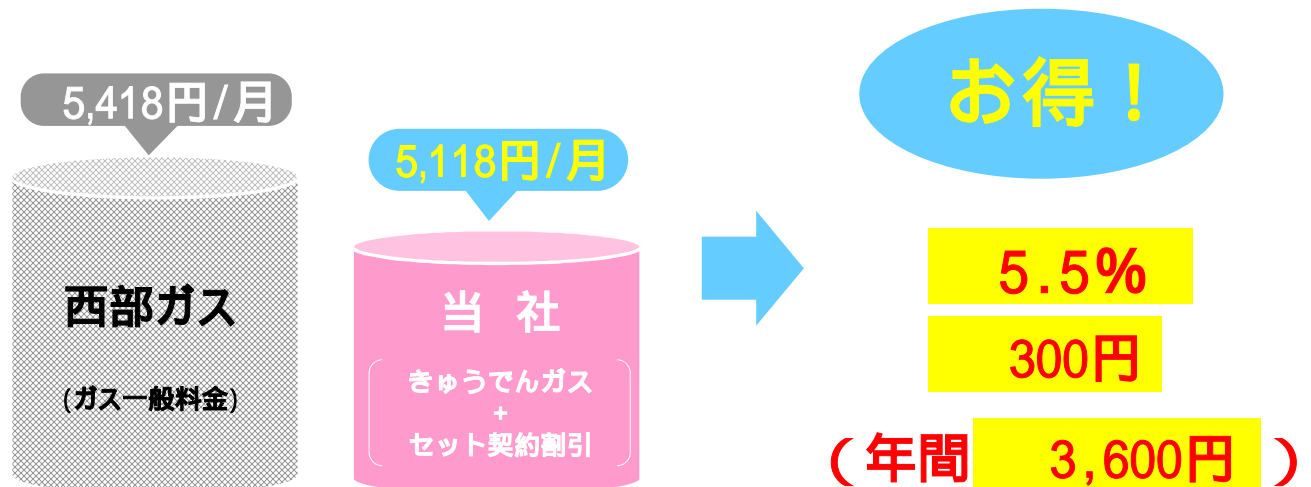 5,418円/月
西部ガス
(ガス一般料金)
5,118円/月
当 社
きゅうでんガス
+
セット契約割引
お得！
5.5%
300円
(年間 3,600円)